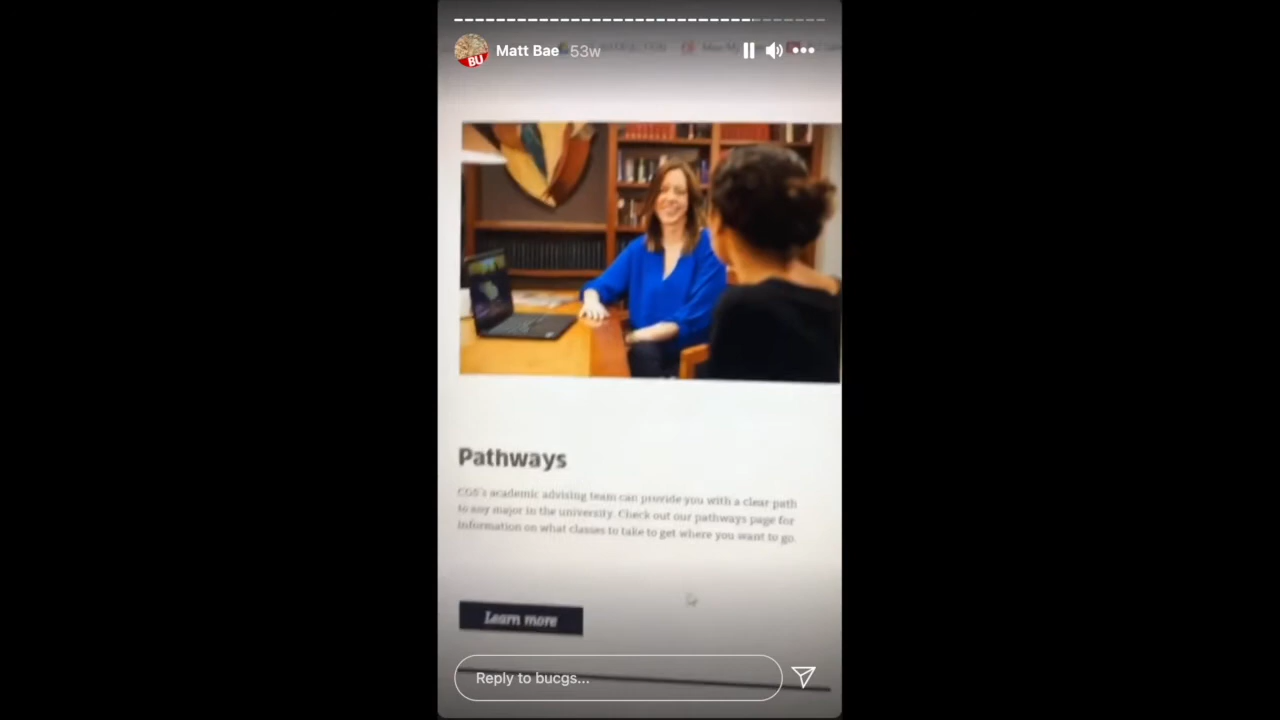 Matt Bae 53w
BU
Pathways
CGS's academic advising team can provide you with a clear path
to any major in the university. Check out our pathways page for
information on what classes to take to get where you want to go.
Learn more
Reply to bucgs...